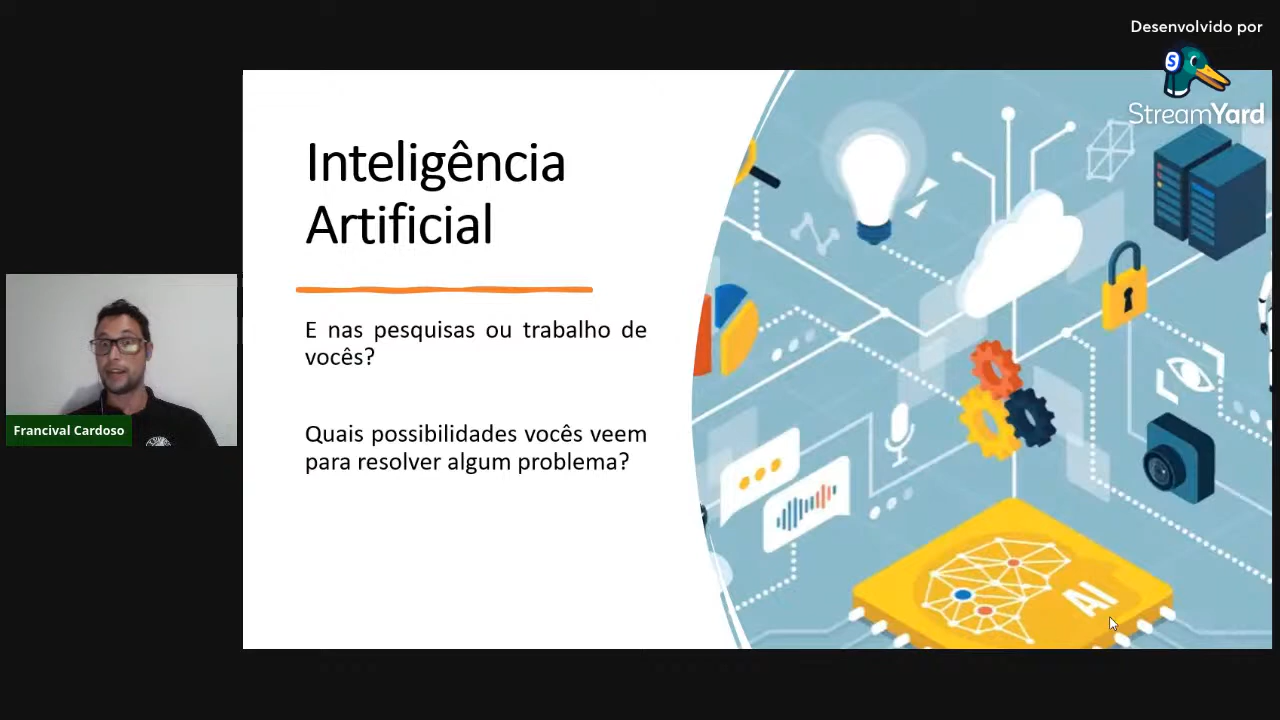 Desenvolvido por
StreamYard
Inteligência
Artificial
E nas pesquisas ou trabalho de
vocês?
Quais possibilidades vocês veem
para resolver algum problema?
Francival Cardoso
S
AI